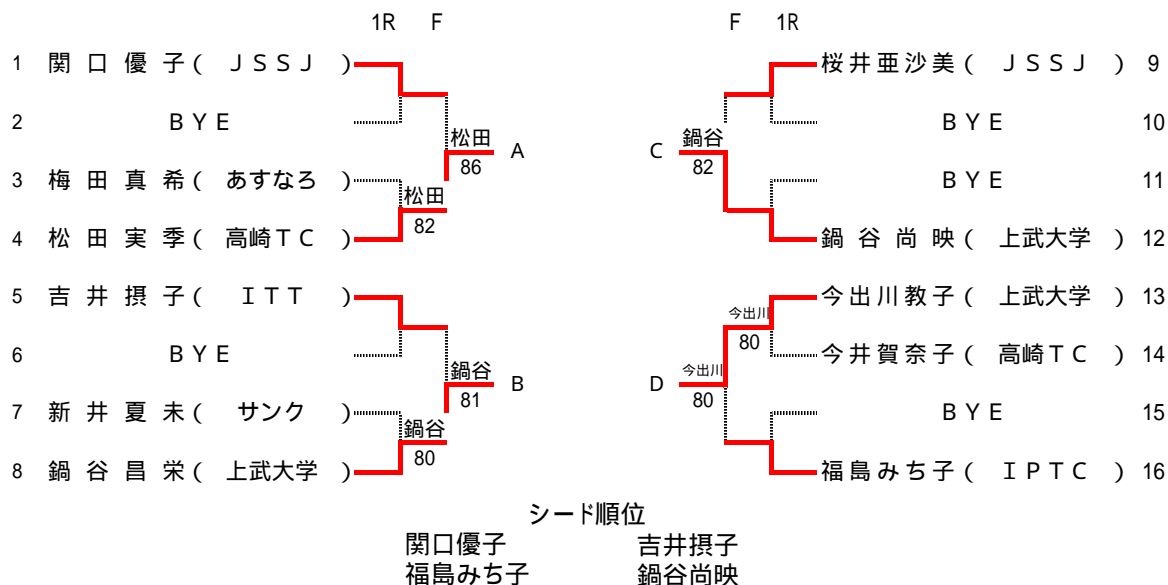 1R F F 1R
1 関口優子( JSSJ ) 桜井亜沙美( JSSJ ) 9
2 BYE BYE 10
松田 A C 鍋谷
86 82
3 梅田真希( あすなろ ) BYE 11
松田
82
4 松田実季( 高崎TC ) 鍋谷尚映( 上武大学 ) 12
5 吉井摂子( ITT ) 今出川教子( 上武大学 ) 13
今出川
80
6 BYE 今井賀奈子( 高崎TC ) 14
鍋谷 B D 今出川
81 80
7 新井夏未( サンク ) BYE 15
鍋谷
80
8 鍋谷昌栄( 上武大学 ) 福島みち子( IPTC ) 16
シード順位
関口優子 吉井摂子
福島みち子 鍋谷尚映